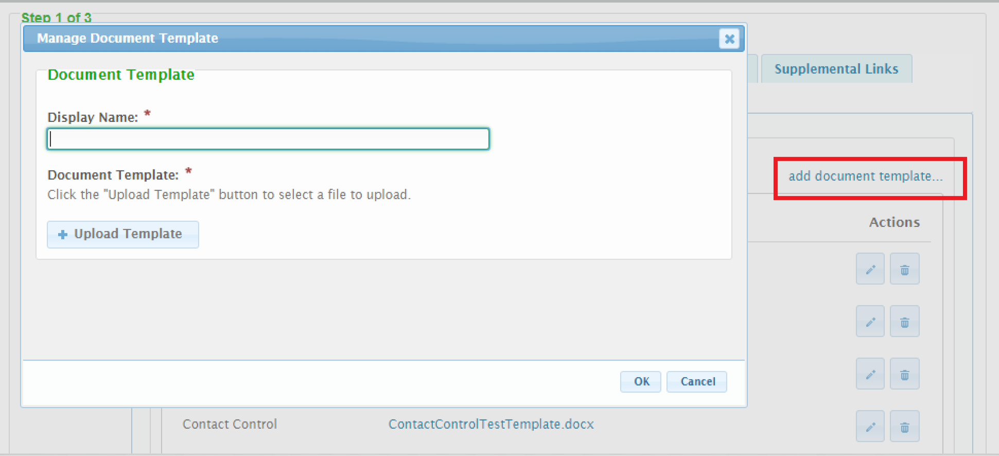 Step 1 of 3
Manage Document Template
Supplemental Links
Document Template
Display Name: *
add document template...
Document Template: *
Click the "Upload Template" button to select a file to upload.
Actions
Upload Template
OK Cancel
Contact Control ContactControlTestTemplate.docx